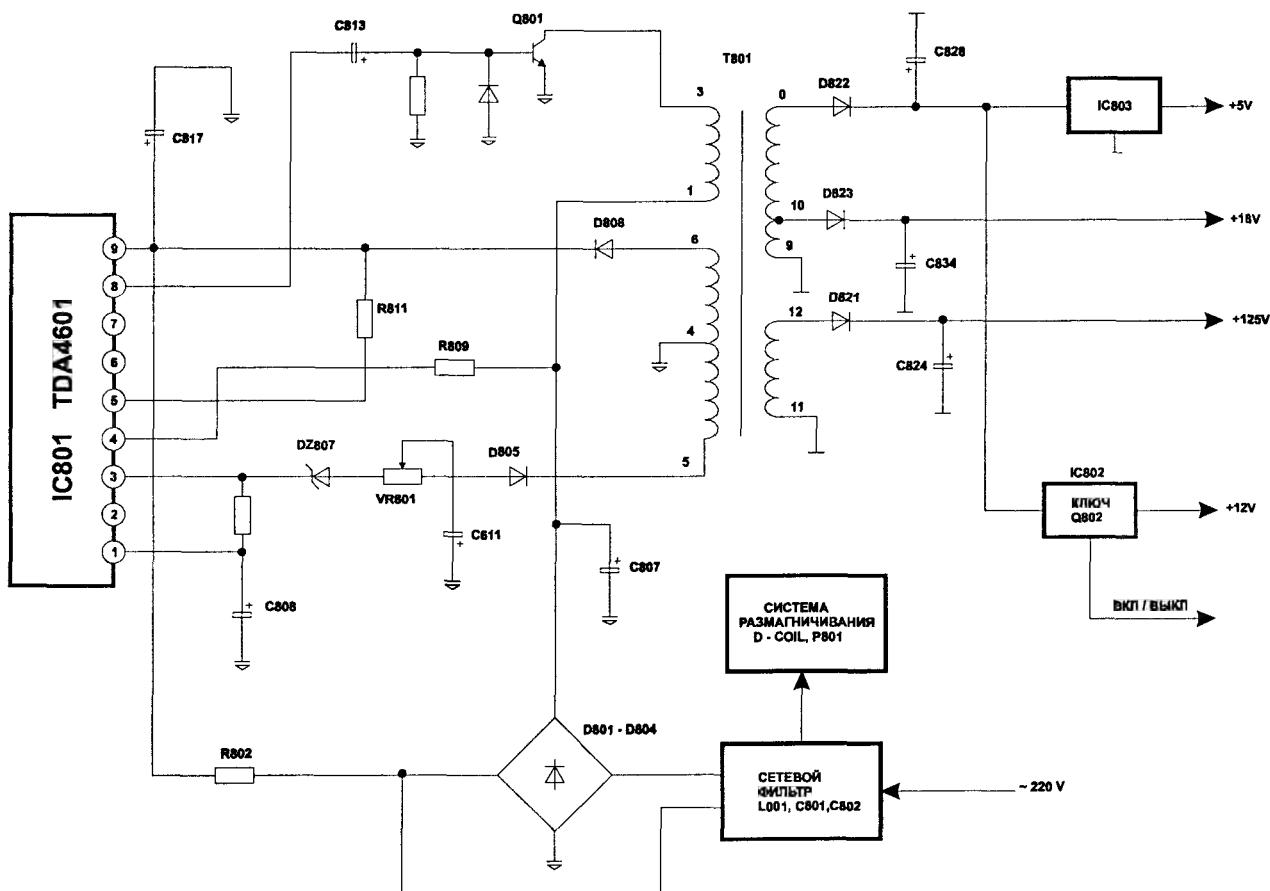 C813
Q801
T801
D822
C828
3
0
IC803
+5V
C817
1
10
D823
+18V
D808
6
9
C834
9
8
7
6
5
4
3
2
1
IC801 TDA4601
R811
D821
12
+125V
4
R809
C824
11
DZ807
VR801
D805
5
IC802
КЛЮЧ
Q802
+12V
C611
C807
C808
ВКЛ / ВЫКЛ
СИСТЕМА
РАЗМАГНИЧИВАНИЯ
D - COIL, P801
D801 - D804
R802
СЕТЕВОЙ
ФИЛЬТР
L001, C801,C802
~ 220 V